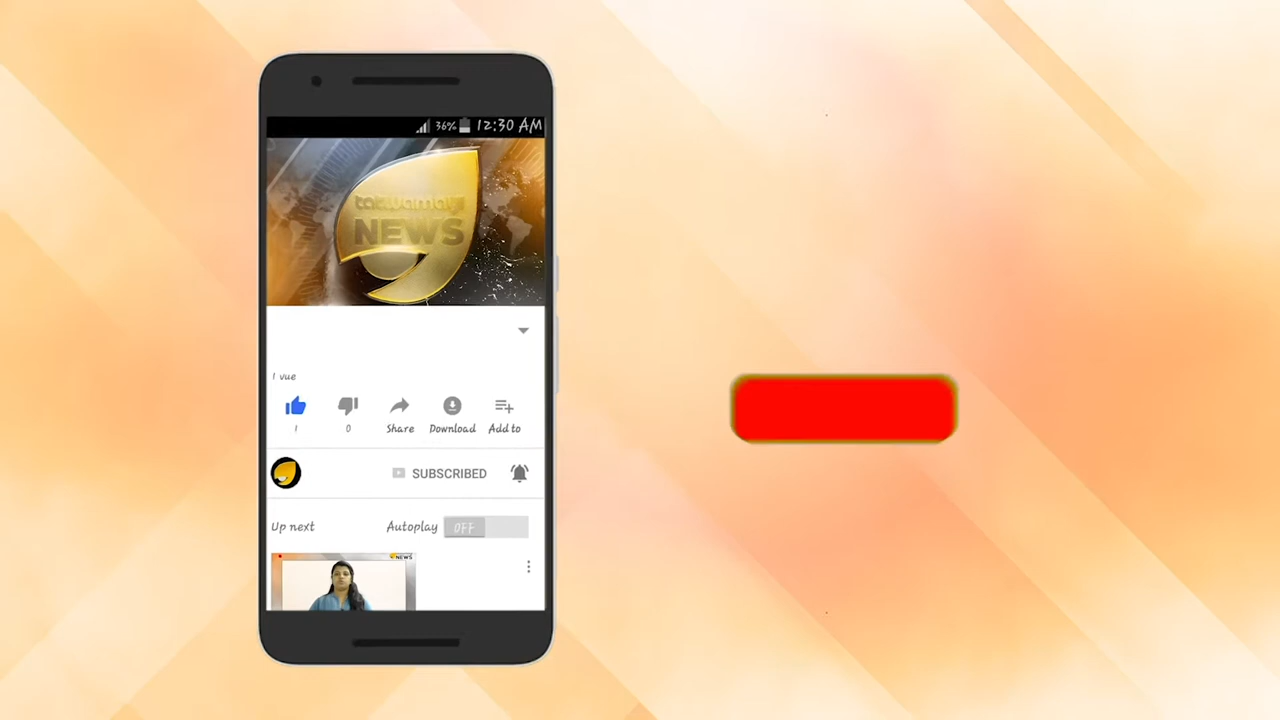 36% 12:30 AM
tatwamayi
NEWS
1 vue
1 0 Share Download Add to
SUBSCRIBED
Up next Autoplay OFF
NEWS